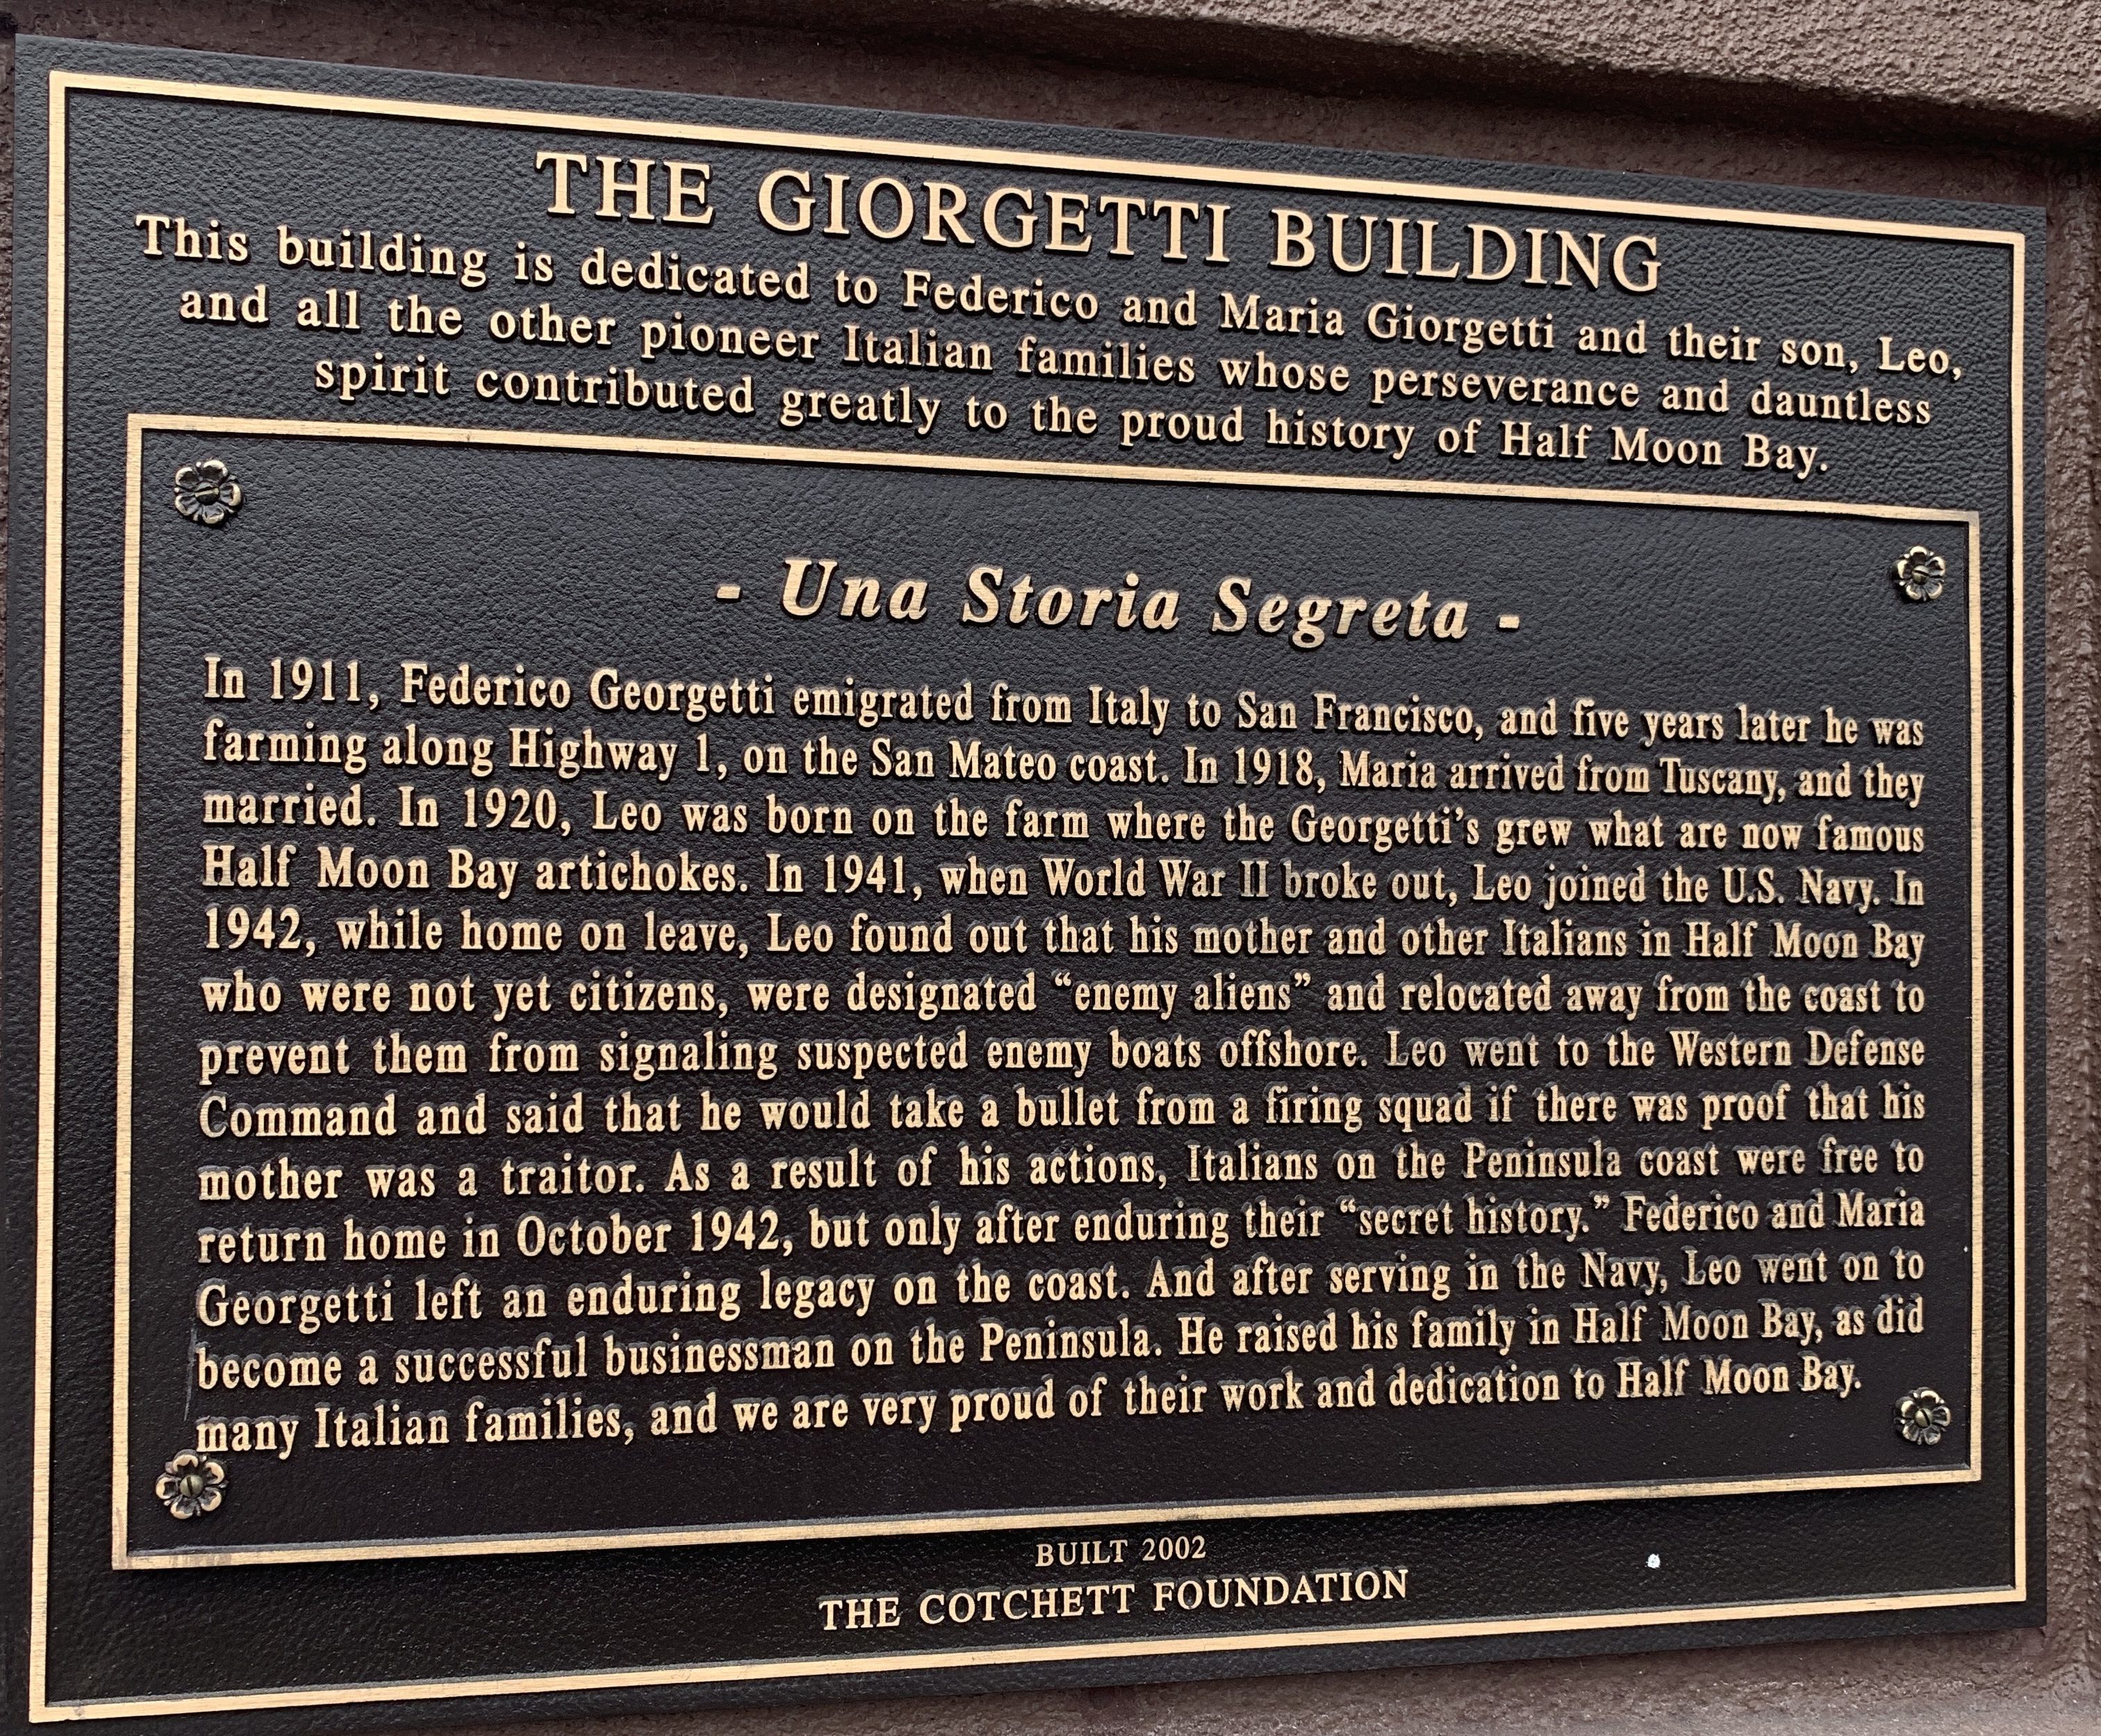 THE GIORGETTI BUILDING
This building is dedicated to Federico and Maria Giorgetti and their son, Leo,
and all the other pioneer Italian families whose perseverance and dauntless
spirit contributed greatly to the proud history of Half Moon Bay.
- Una Storia Segreta -
In 1911, Federico Georgetti emigrated from Italy to San Francisco, and five years later he was
farming along Highway 1, on the San Mateo coast. In 1918, Maria arrived from Tuscany, and they
married. In 1920, Leo was born on the farm where the Georgetti's grew what are now famous
Half Moon Bay artichokes. In 1941, when World War II broke out, Leo joined the U.S. Navy. In
1942, while home on leave, Leo found out that his mother and other Italians in Half Moon Bay
who were not yet citizens, were designated “enemy aliens” and relocated away from the coast to
prevent them from signaling suspected enemy boats offshore. Leo went to the Western Defense
Command and said that he would take a bullet from a firing squad if there was proof that his
mother was a traitor. As a result of his actions, Italians on the Peninsula coast were free to
return home in October 1942, but only after enduring their “secret history.” Federico and Maria
Georgetti left an enduring legacy on the coast. And after serving in the Navy, Leo went on to
become a successful businessman on the Peninsula. He raised his family in Half Moon Bay, as did
many Italian families, and we are very proud of their work and dedication to Half Moon Bay.
BUILT 2002
THE COTCHETT FOUNDATION